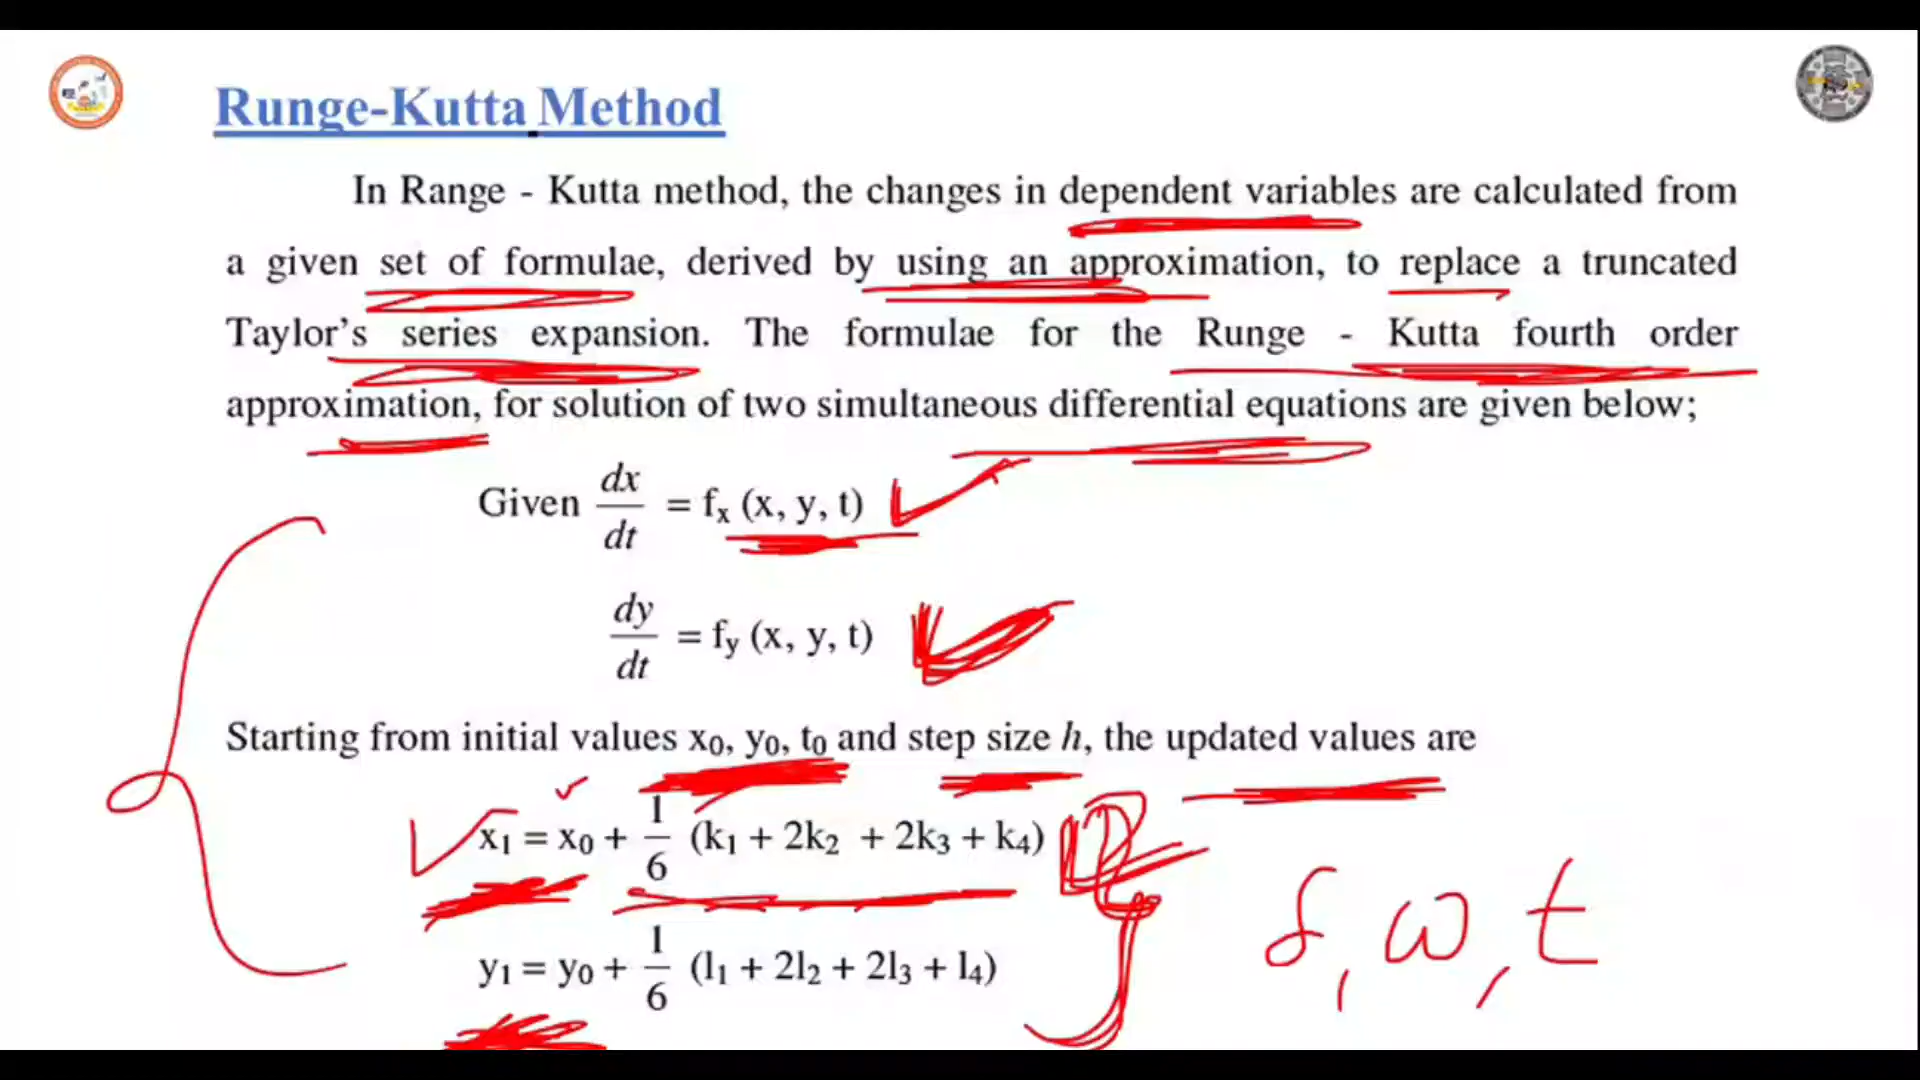 Runge-Kutta Method
In Range - Kutta method, the changes in dependent variables are calculated from
a given set of formulae, derived by using an approximation, to replace a truncated
Taylor's series expansion. The formulae for the Runge - Kutta fourth order
approximation, for solution of two simultaneous differential equations are given below;
Given dx/dt = fₓ (x, y, t)
dy/dt = f_y (x, y, t)
Starting from initial values x₀, y₀, t₀ and step size h, the updated values are
x₁ = x₀ + 1/6 (k₁ + 2k₂ + 2k₃ + k₄)
y₁ = y₀ + 1/6 (l₁ + 2l₂ + 2l₃ + l₄)
δ, ω, t